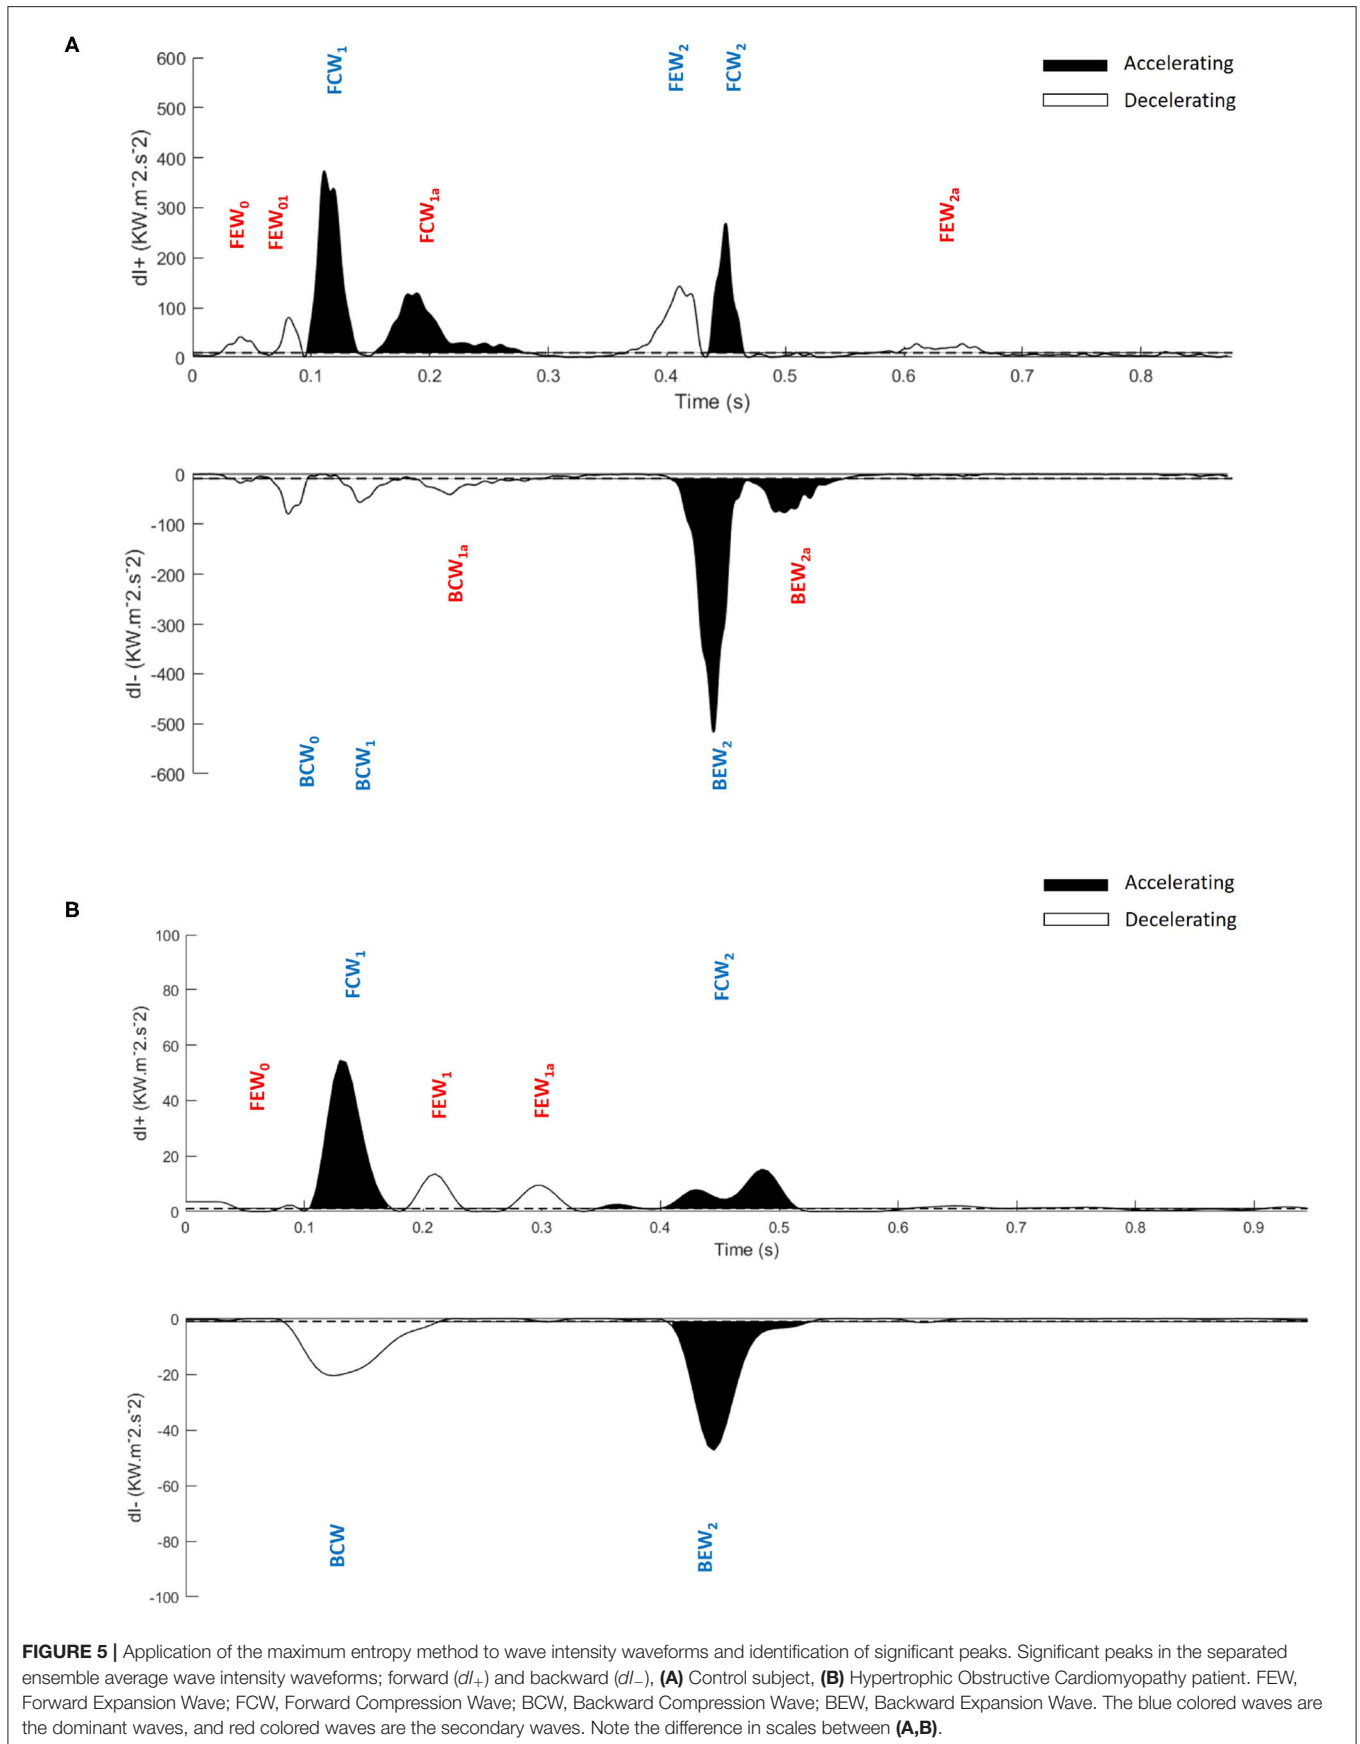 A
FCW1
FEW2
FCW2
Accelerating
Decelerating
600
500
400
300
200
100
0
dI+ (KW.m-2.s-2)
FEW0
FEW01
FCW1a
FEW2a
0 0.1 0.2 0.3 0.4 0.5 0.6 0.7 0.8
Time (s)
0
-100
-200
-300
-400
-500
-600
dI- (KW.m-2.s-2)
BCW1a
BEW2a
BCW0
BCW1
BEW2
B
Accelerating
Decelerating
100
80
60
40
20
0
dI+ (KW.m-2.s-2)
FCW1
FCW2
FEW0
FEW1
FEW1a
0 0.1 0.2 0.3 0.4 0.5 0.6 0.7 0.8 0.9
Time (s)
0
-20
-40
-60
-80
-100
dI- (KW.m-2.s-2)
BCW
BEW2
FIGURE 5 | Application of the maximum entropy method to wave intensity waveforms and identification of significant peaks. Significant peaks in the separated
ensemble average wave intensity waveforms; forward (dI+) and backward (dI−), (A) Control subject, (B) Hypertrophic Obstructive Cardiomyopathy patient. FEW,
Forward Expansion Wave; FCW, Forward Compression Wave; BCW, Backward Compression Wave; BEW, Backward Expansion Wave. The blue colored waves are
the dominant waves, and red colored waves are the secondary waves. Note the difference in scales between (A,B).